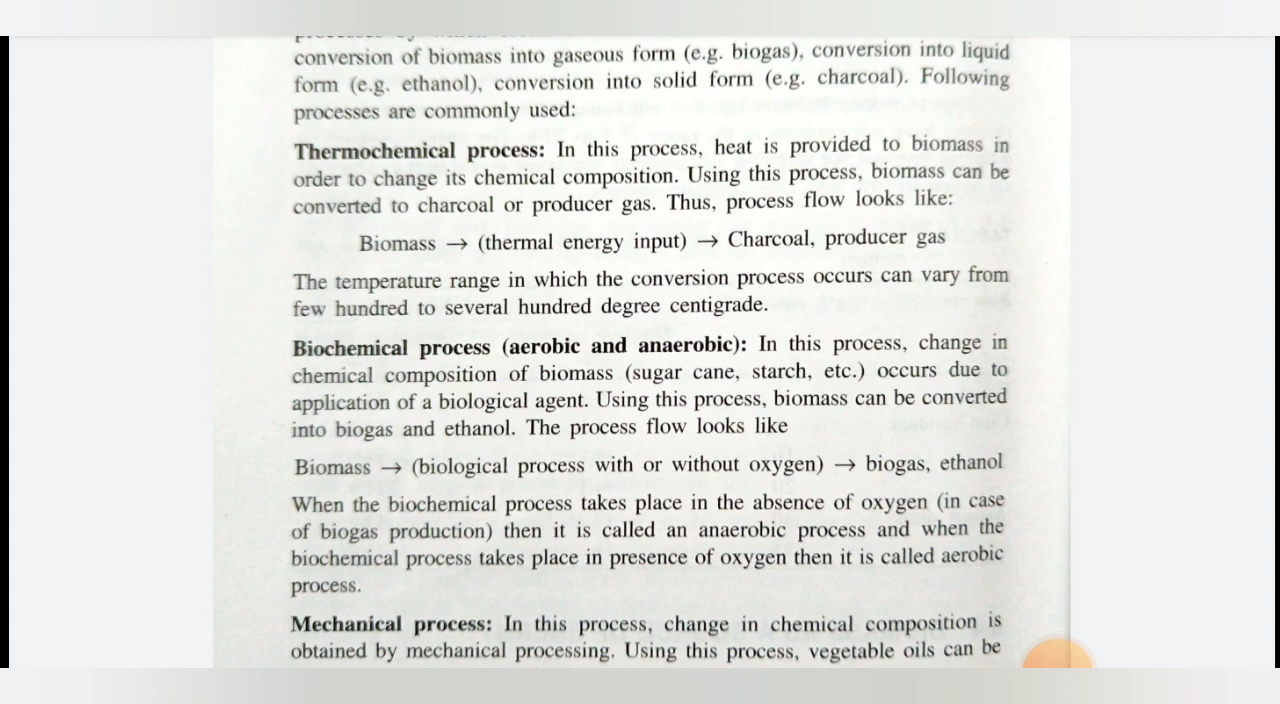 conversion of biomass into gaseous form (e.g. biogas), conversion into liquid
form (e.g. ethanol), conversion into solid form (e.g. charcoal). Following
processes are commonly used:
Thermochemical process: In this process, heat is provided to biomass in
order to change its chemical composition. Using this process, biomass can be
converted to charcoal or producer gas. Thus, process flow looks like:
Biomass → (thermal energy input) → Charcoal, producer gas
The temperature range in which the conversion process occurs can vary from
few hundred to several hundred degree centigrade.
Biochemical process (aerobic and anaerobic): In this process, change in
chemical composition of biomass (sugar cane, starch, etc.) occurs due to
application of a biological agent. Using this process, biomass can be converted
into biogas and ethanol. The process flow looks like
Biomass → (biological process with or without oxygen) → biogas, ethanol
When the biochemical process takes place in the absence of oxygen (in case
of biogas production) then it is called an anaerobic process and when the
biochemical process takes place in presence of oxygen then it is called aerobic
process.
Mechanical process: In this process, change in chemical composition is
obtained by mechanical processing. Using this process, vegetable oils can be